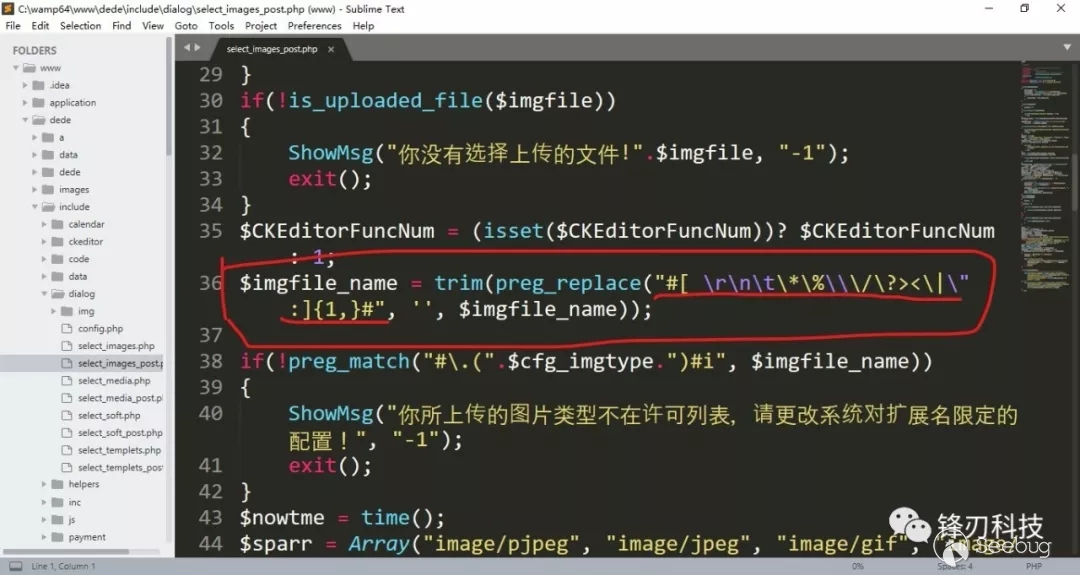 C:\wamp64\www\dede\include\dialog\select_images_post.php (www) - Sublime Text
File Edit Selection Find View Goto Tools Project Preferences Help
FOLDERS
www
.idea
application
dede
a
data
dede
images
include
calendar
ckeditor
code
data
dialog
img
config.php
select_images.php
select_images_post.p
select_media.php
select_media_post.pl
select_soft.php
select_soft_post.php
select_templets.php
select_templets_post
helpers
inc
js
payment
select_images_post.php
29 }
30 if(!is_uploaded_file($imgfile))
31 {
32 ShowMsg("你没有选择上传的文件!".$imgfile, "-1");
33 exit();
34 }
35 $CKEditorFuncNum = (isset($CKEditorFuncNum))? $CKEditorFuncNum
: 1;
36 $imgfile_name = trim(preg_replace("#[ \r\n\t\*\%\\\/\?><\|\"
:]{1,}#", '', $imgfile_name));
37
38 if(!preg_match("#\.(".$cfg_imgtype.")#i", $imgfile_name))
39 {
40 ShowMsg("你所上传的图片类型不在许可列表，请更改系统对扩展名限定的
配置！", "-1");
41 exit();
42 }
43 $nowtme = time();
44 $sparr = Array("image/pjpeg", "image/jpeg", "image/gif", "image/
锋刃科技
Seebug
Line 1, Column 1
0%
Spaces: 4
PHP